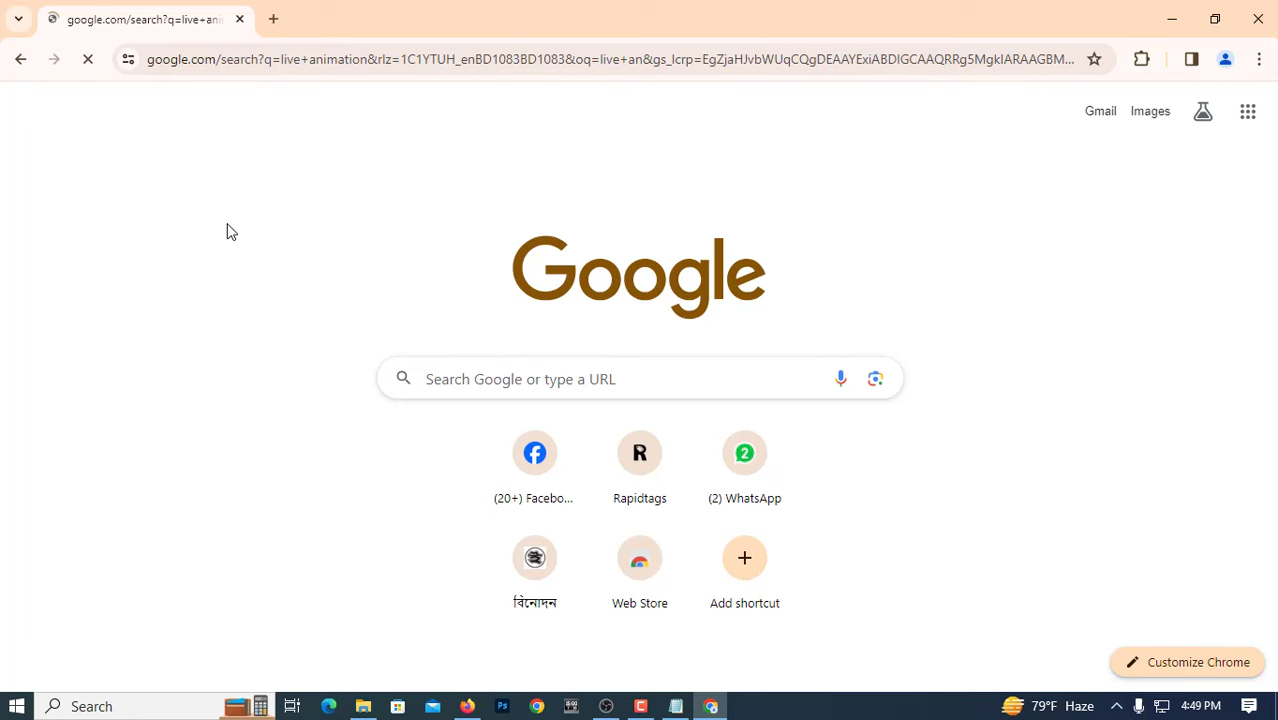 google.com/search?q=live+ani
google.com/search?q=live+animation&rlz=1C1YTUH_enBD1083BD1083&oq=live+an&gs_lcrp=EgZjaHJvbWUqCQgDEAAYExiABDIGCAAQRRg5MgkIARAAGBM...
Gmail
Images
Google
Search Google or type a URL
R
2
(20+) Facebo...
Rapidtags
(2) WhatsApp
বিনোদন
Web Store
Add shortcut
Customize Chrome
Search
Ps
79°F Haze
4:49 PM